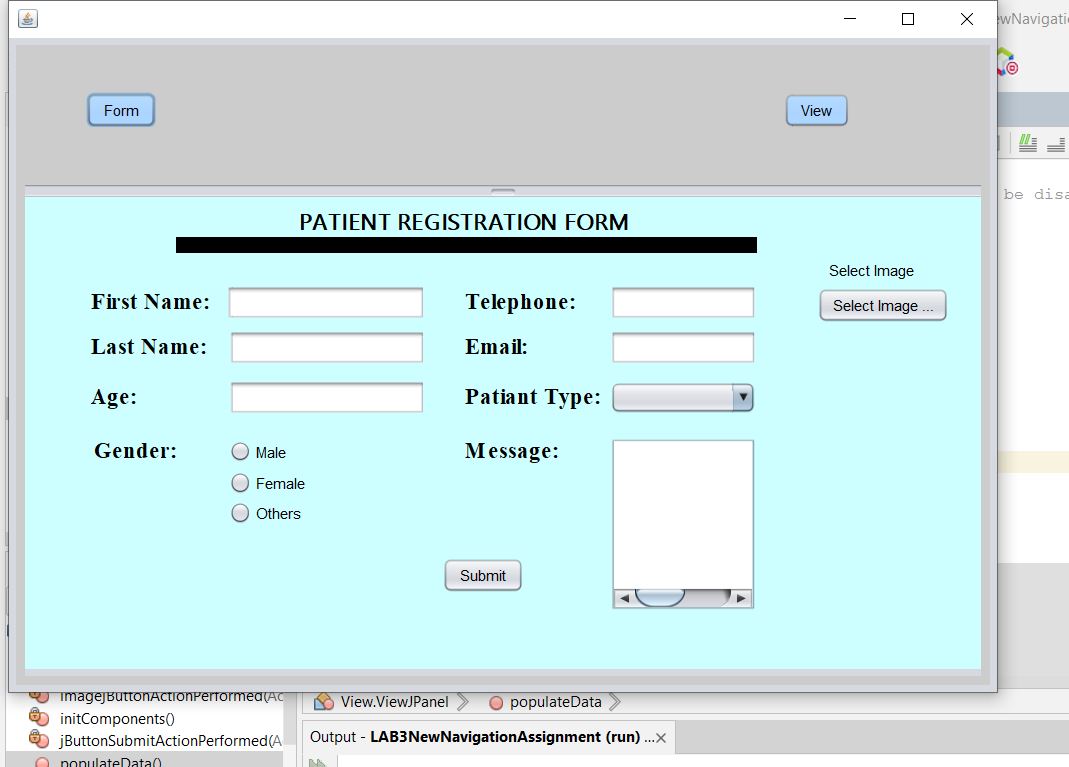 Form
View
be disa
PATIENT REGISTRATION FORM
Select Image
First Name:
Telephone:
Select Image ...
Last Name:
Email:
Age:
Patiant Type:
Gender:
Male
Message:
Female
Others
Submit
imagejButtonActionPerformed(Ac
View.ViewJPanel
populateData
initComponents()
Output - LAB3NewNavigationAssignment (run) ...
jButtonSubmitActionPerformed(A
populateData()